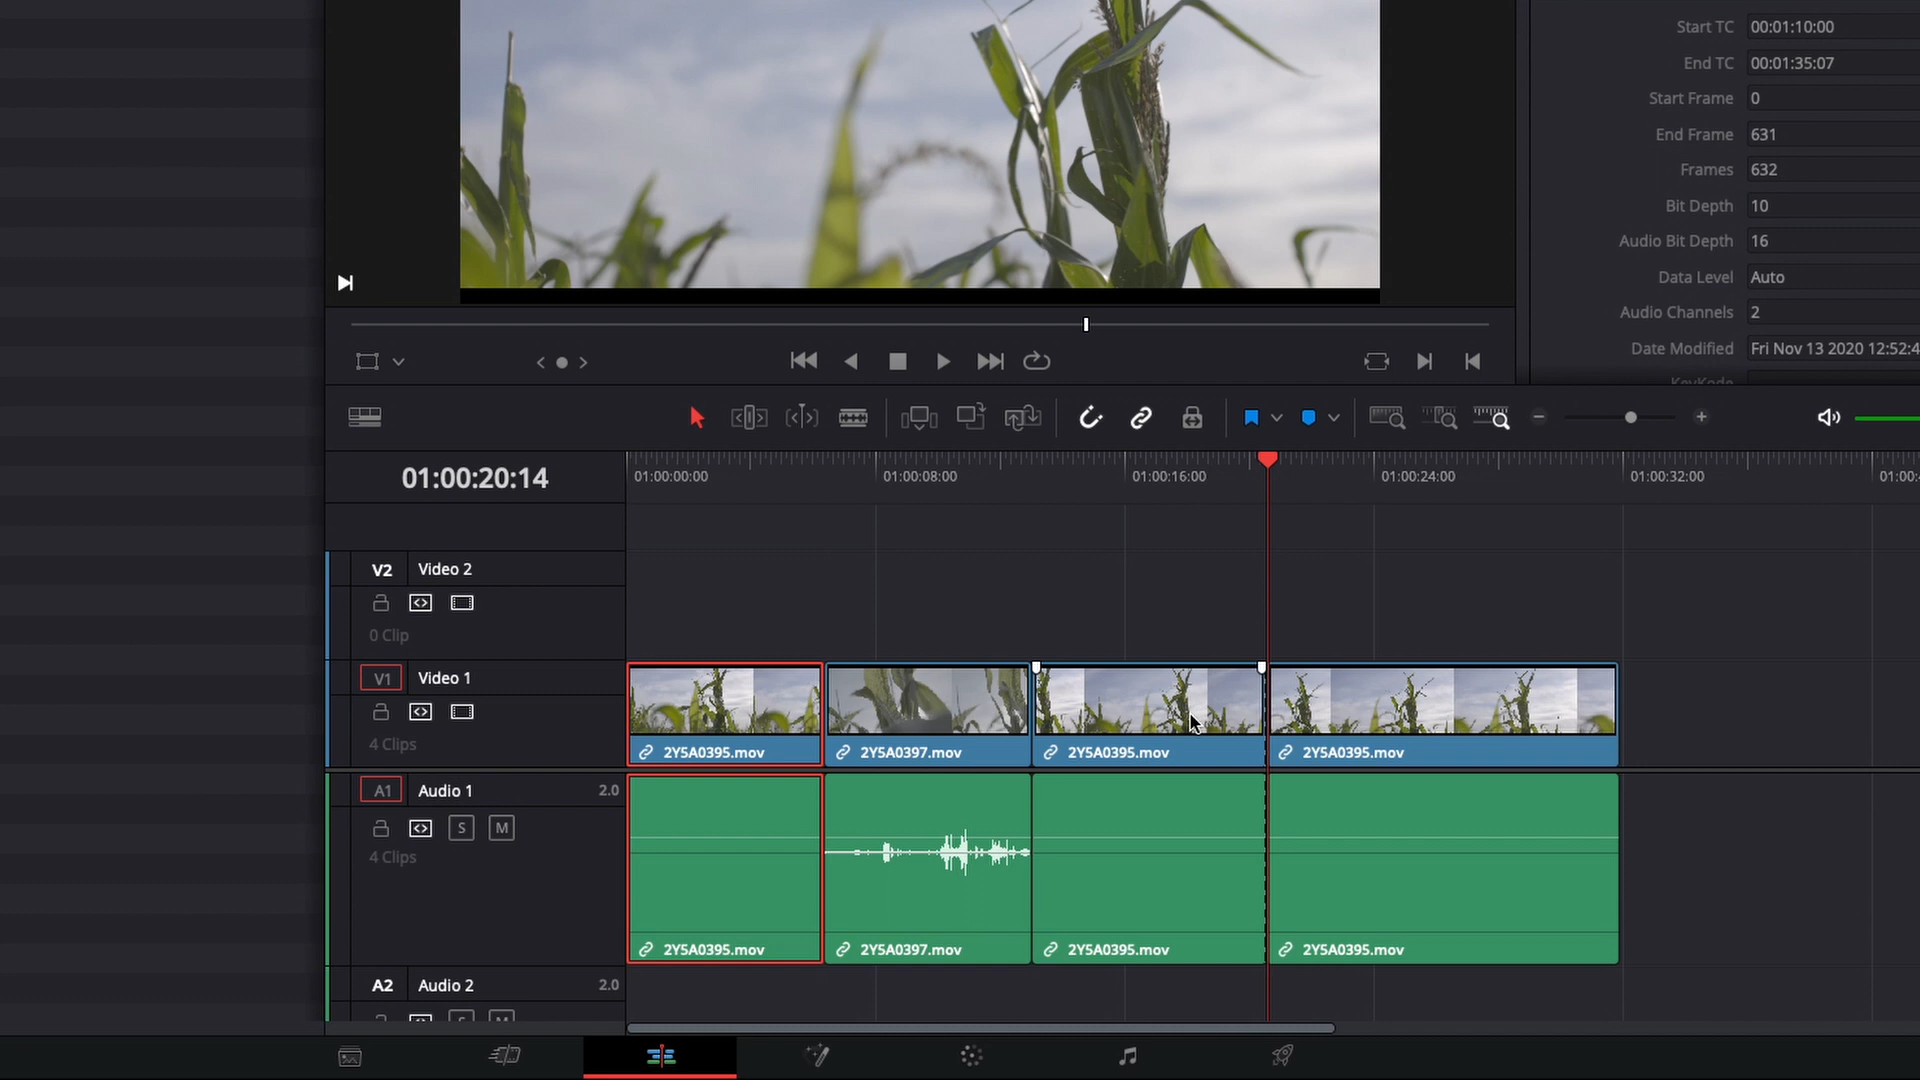 Start TC 00:01:10:00
End TC 00:01:35:07
Start Frame 0
End Frame 631
Frames 632
Bit Depth 10
Audio Bit Depth 16
Data Level Auto
Audio Channels 2
Date Modified Fri Nov 13 2020 12:52:4
01:00:20:14
01:00:00:00 01:00:08:00 01:00:16:00 01:00:24:00 01:00:32:00 01:00:
V2 Video 2
0 Clip
V1 Video 1
4 Clips
2Y5A0395.mov 2Y5A0397.mov 2Y5A0395.mov 2Y5A0395.mov
A1 Audio 1 2.0
S M
4 Clips
2Y5A0395.mov 2Y5A0397.mov 2Y5A0395.mov 2Y5A0395.mov
A2 Audio 2 2.0
S M